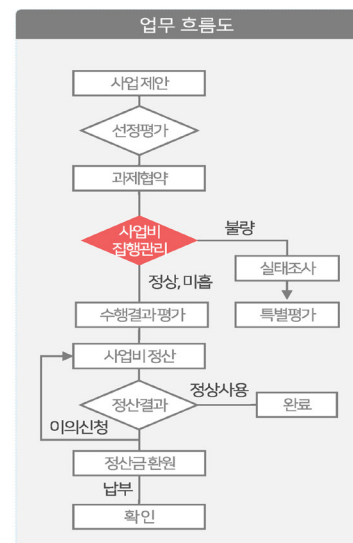 업무 흐름도
사업 제안
선정평가
과제협약
사업비
집행관리
불량
실태조사
정상, 미흡
수행결과 평가
특별평가
사업비 정산
정산결과
정상사용
완료
이의신청
정산금 환원
납부
확인